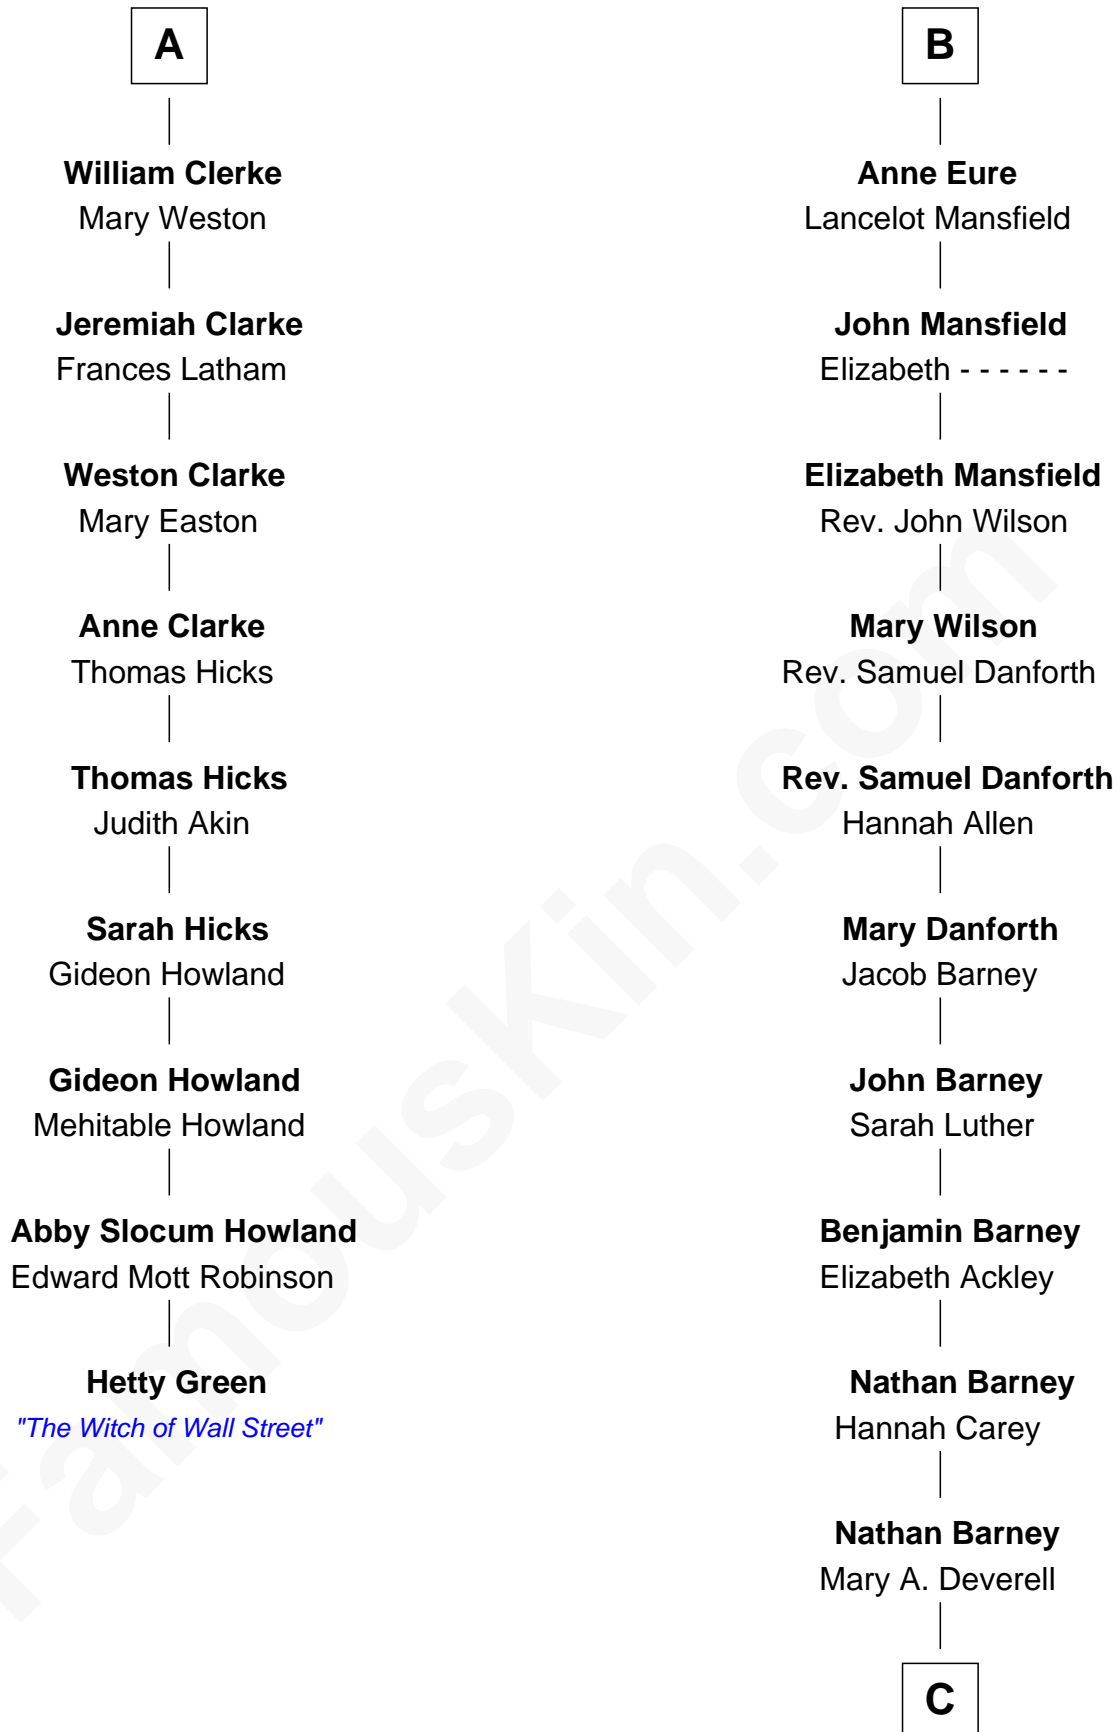 A
William Clerke
Mary Weston
Jeremiah Clarke
Frances Latham
Weston Clarke
Mary Easton
Anne Clarke
Thomas Hicks
Thomas Hicks
Judith Akin
Sarah Hicks
Gideon Howland
Gideon Howland
Mehitable Howland
Abby Slocum Howland
Edward Mott Robinson
Hetty Green
"The Witch of Wall Street"
B
Anne Eure
Lancelot Mansfield
John Mansfield
Elizabeth - - - - - -
Elizabeth Mansfield
Rev. John Wilson
Mary Wilson
Rev. Samuel Danforth
Rev. Samuel Danforth
Hannah Allen
Mary Danforth
Jacob Barney
John Barney
Sarah Luther
Benjamin Barney
Elizabeth Ackley
Nathan Barney
Hannah Carey
Nathan Barney
Mary A. Deverell
C
FamousKin.com